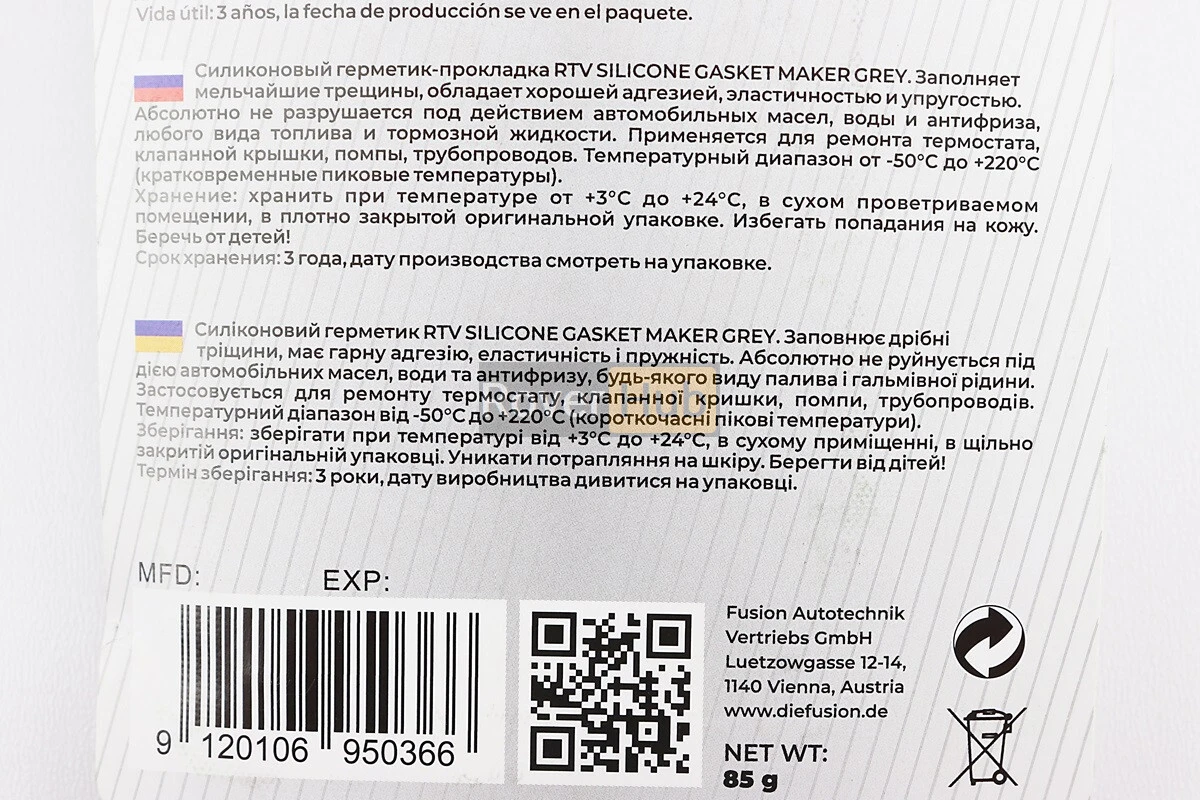 Vida útil: 3 años, la fecha de producción se ve en el paquete.
Силиконовый герметик-прокладка RTV SILICONE GASKET MAKER GREY. Заполняет
мельчайшие трещины, обладает хорошей адгезией, эластичностью и упругостью.
Абсолютно не разрушается под действием автомобильных масел, воды и антифриза,
любого вида топлива и тормозной жидкости. Применяется для ремонта термостата,
клапанной крышки, помпы, трубопроводов. Температурный диапазон от -50°C до +220°C
(кратковременные пиковые температуры).
Хранение: хранить при температуре от +3°C до +24°C, в сухом проветриваемом
помещении, в плотно закрытой оригинальной упаковке. Избегать попадания на кожу.
Беречь от детей!
Срок хранения: 3 года, дату производства смотреть на упаковке.
Силіконовий герметик RTV SILICONE GASKET MAKER GREY. Заповнює дрібні
тріщини, має гарну адгезію, еластичність і пружність. Абсолютно не руйнується під
дією автомобільних масел, води та антифризу, будь-якого виду палива і гальмівної рідини.
Застосовується для ремонту термостату, клапанної кришки, помпи, трубопроводів.
Температурний діапазон від -50°C до +220°C (короткочасні пікові температури).
Зберігання: зберігати при температурі від +3°C до +24°C, в сухому приміщенні, в щільно
закритій оригінальній упаковці. Уникати потрапляння на шкіру. Берегти від дітей!
Термін зберігання: 3 роки, дату виробництва дивитися на упаковці.
MFD: EXP:
9 120106 950366
Fusion Autotechnik
Vertriebs GmbH
Luetzowgasse 12-14,
1140 Vienna, Austria
www.diefusion.de
NET WT:
85 g